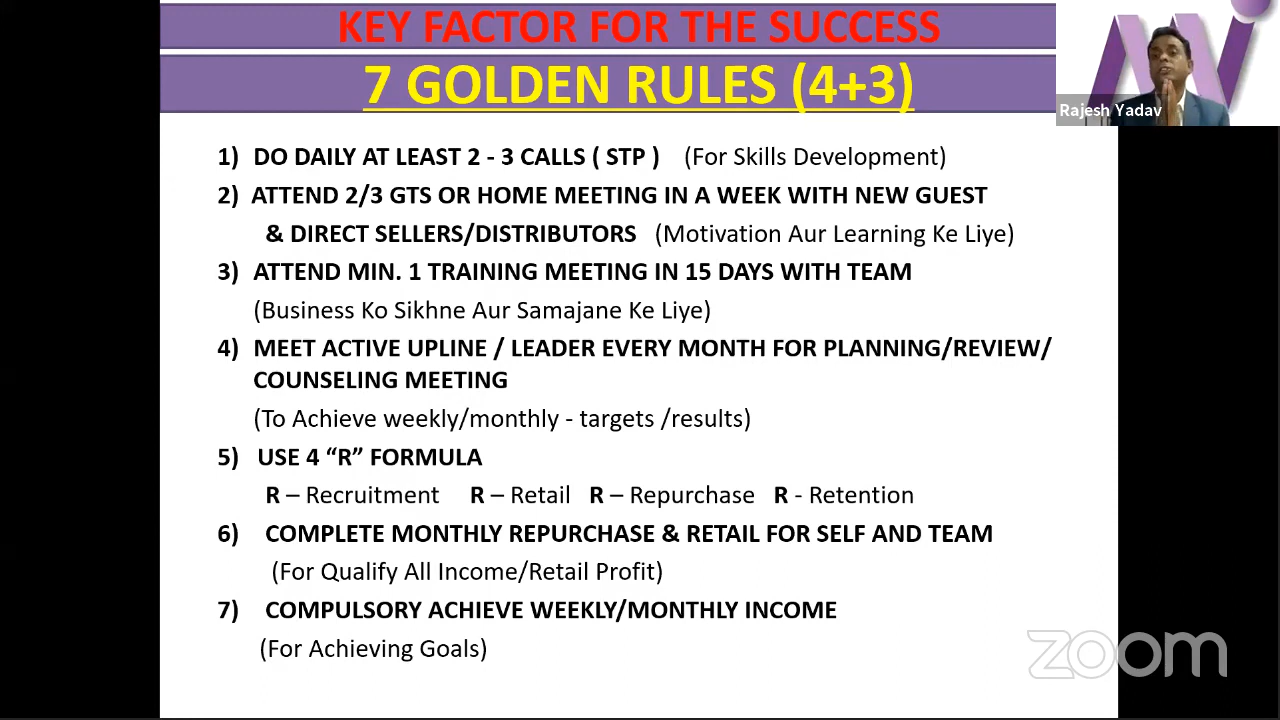 KEY FACTOR FOR THE SUCCESS
7 GOLDEN RULES (4+3)
Rajesh Yadav
1) DO DAILY AT LEAST 2 - 3 CALLS ( STP ) (For Skills Development)
2) ATTEND 2/3 GTS OR HOME MEETING IN A WEEK WITH NEW GUEST
& DIRECT SELLERS/DISTRIBUTORS (Motivation Aur Learning Ke Liye)
3) ATTEND MIN. 1 TRAINING MEETING IN 15 DAYS WITH TEAM
(Business Ko Sikhne Aur Samajane Ke Liye)
4) MEET ACTIVE UPLINE / LEADER EVERY MONTH FOR PLANNING/REVIEW/
COUNSELING MEETING
(To Achieve weekly/monthly - targets /results)
5) USE 4 “R” FORMULA
R – Recruitment R – Retail R – Repurchase R - Retention
6) COMPLETE MONTHLY REPURCHASE & RETAIL FOR SELF AND TEAM
(For Qualify All Income/Retail Profit)
7) COMPULSORY ACHIEVE WEEKLY/MONTHLY INCOME
(For Achieving Goals)
zoom